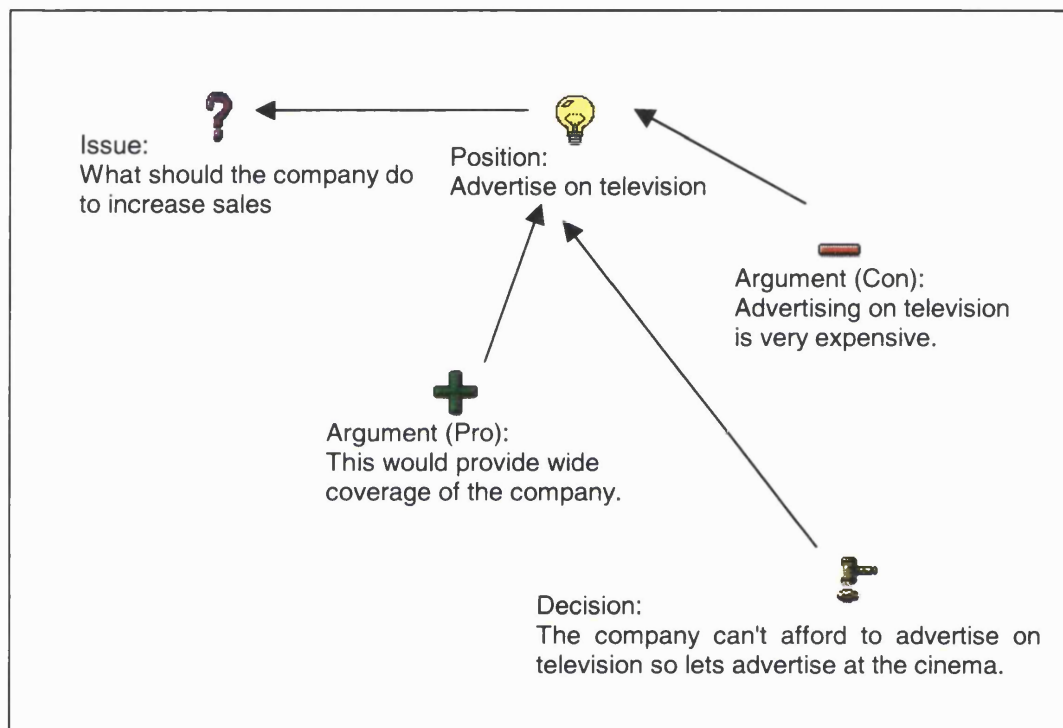 Issue:
What should the company do
to increase sales
Position:
Advertise on television
Argument (Con):
Advertising on television
is very expensive.
Argument (Pro):
This would provide wide
coverage of the company.
Decision:
The company can't afford to advertise on
television so lets advertise at the cinema.